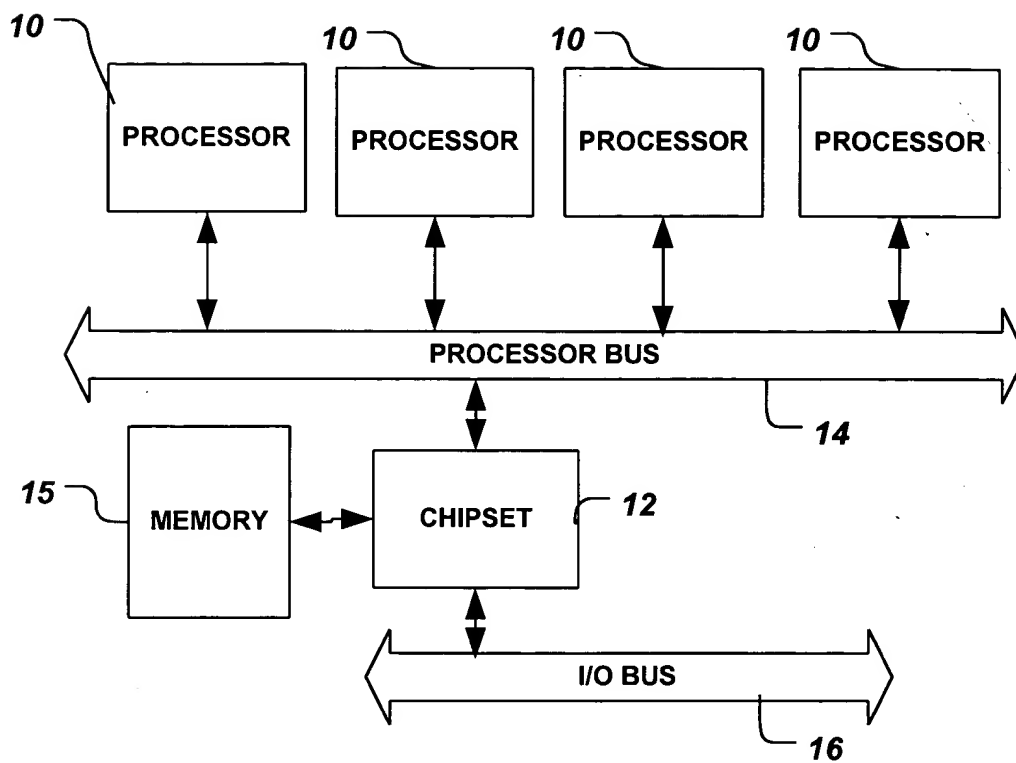 10 10 10 10
PROCESSOR PROCESSOR PROCESSOR PROCESSOR
PROCESSOR BUS
14
15 MEMORY CHIPSET 12
I/O BUS
16